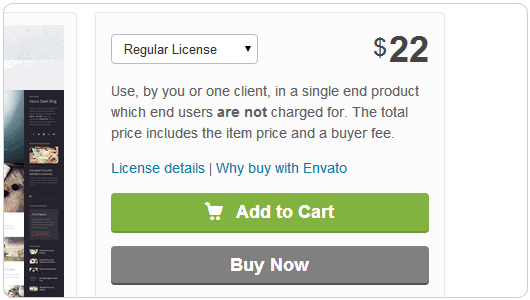 Regular License
$22
Use, by you or one client, in a single end product
which end users are not charged for. The total
price includes the item price and a buyer fee.
License details | Why buy with Envato
Add to Cart
Buy Now